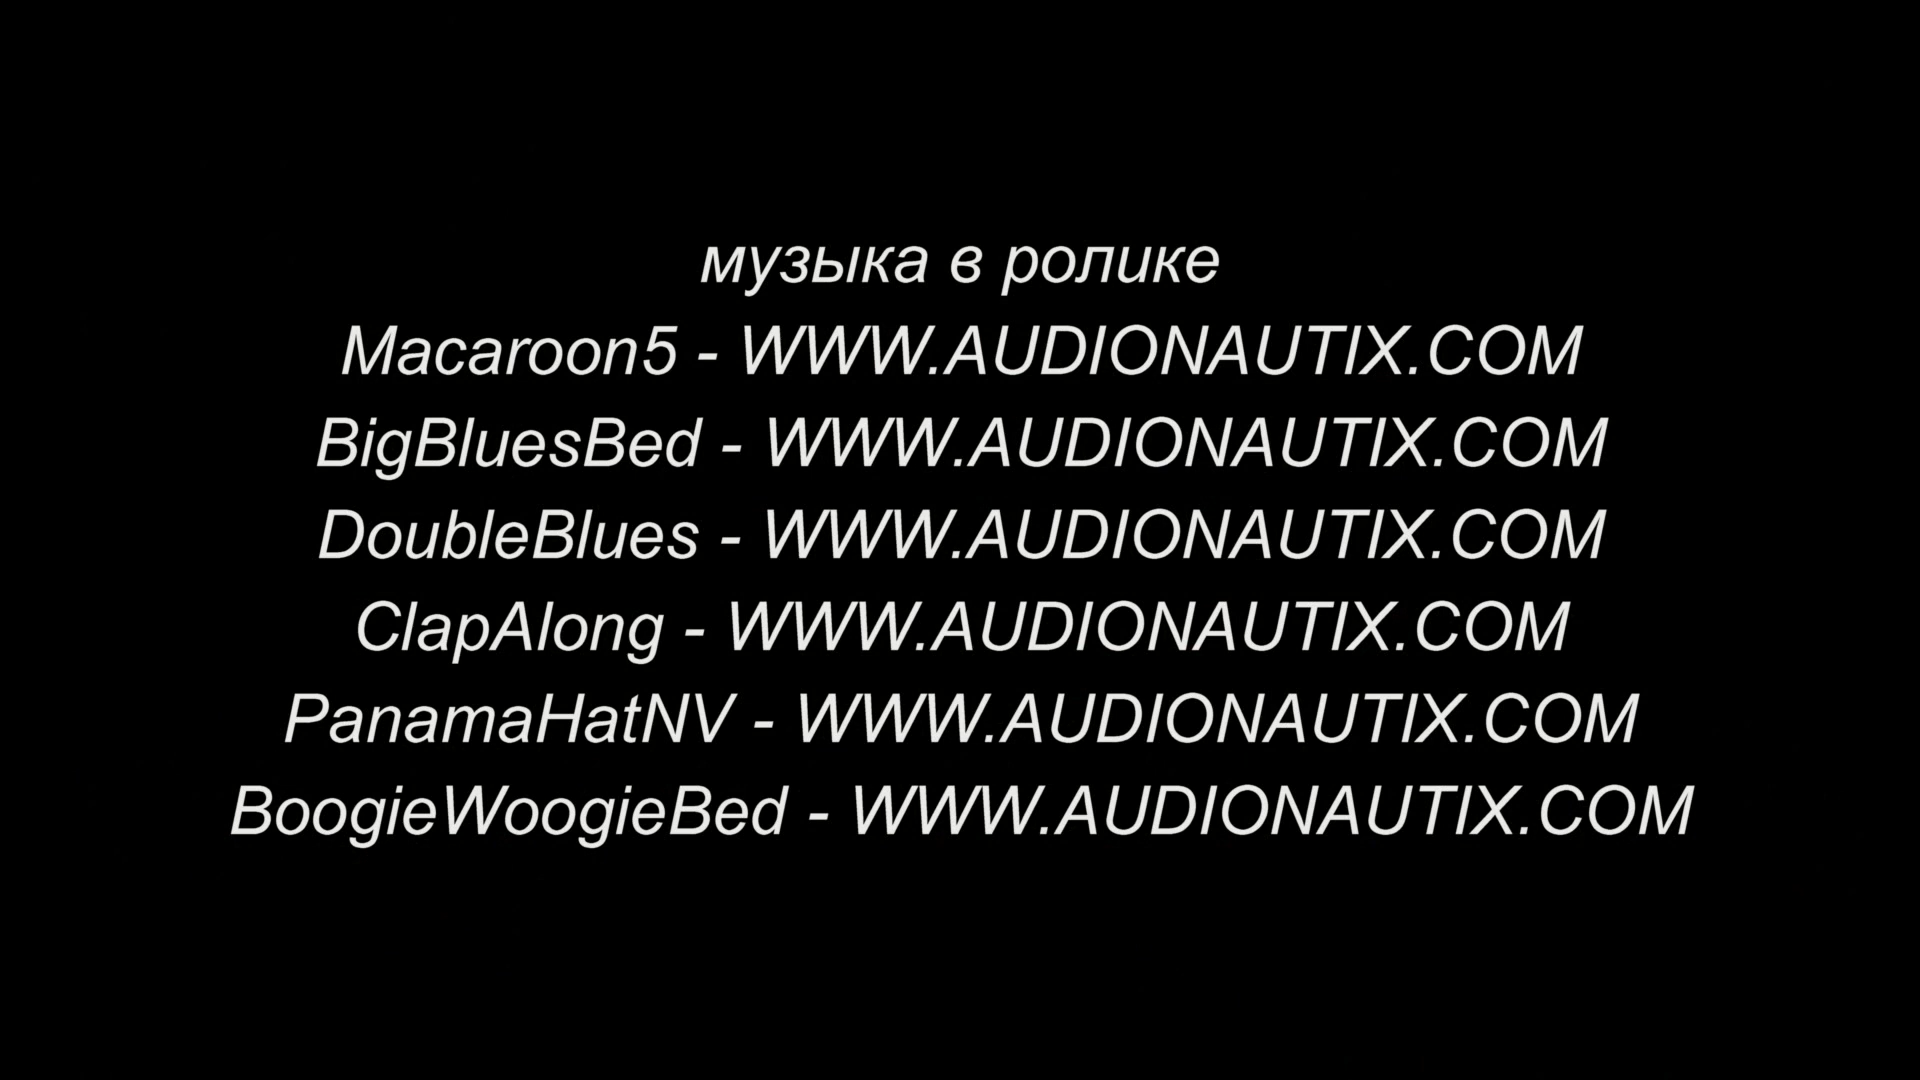 музыка в ролике
Macaroon5 - WWW.AUDIONAUTIX.COM
BigBluesBed - WWW.AUDIONAUTIX.COM
DoubleBlues - WWW.AUDIONAUTIX.COM
ClapAlong - WWW.AUDIONAUTIX.COM
PanamaHatNV - WWW.AUDIONAUTIX.COM
BoogieWoogieBed - WWW.AUDIONAUTIX.COM